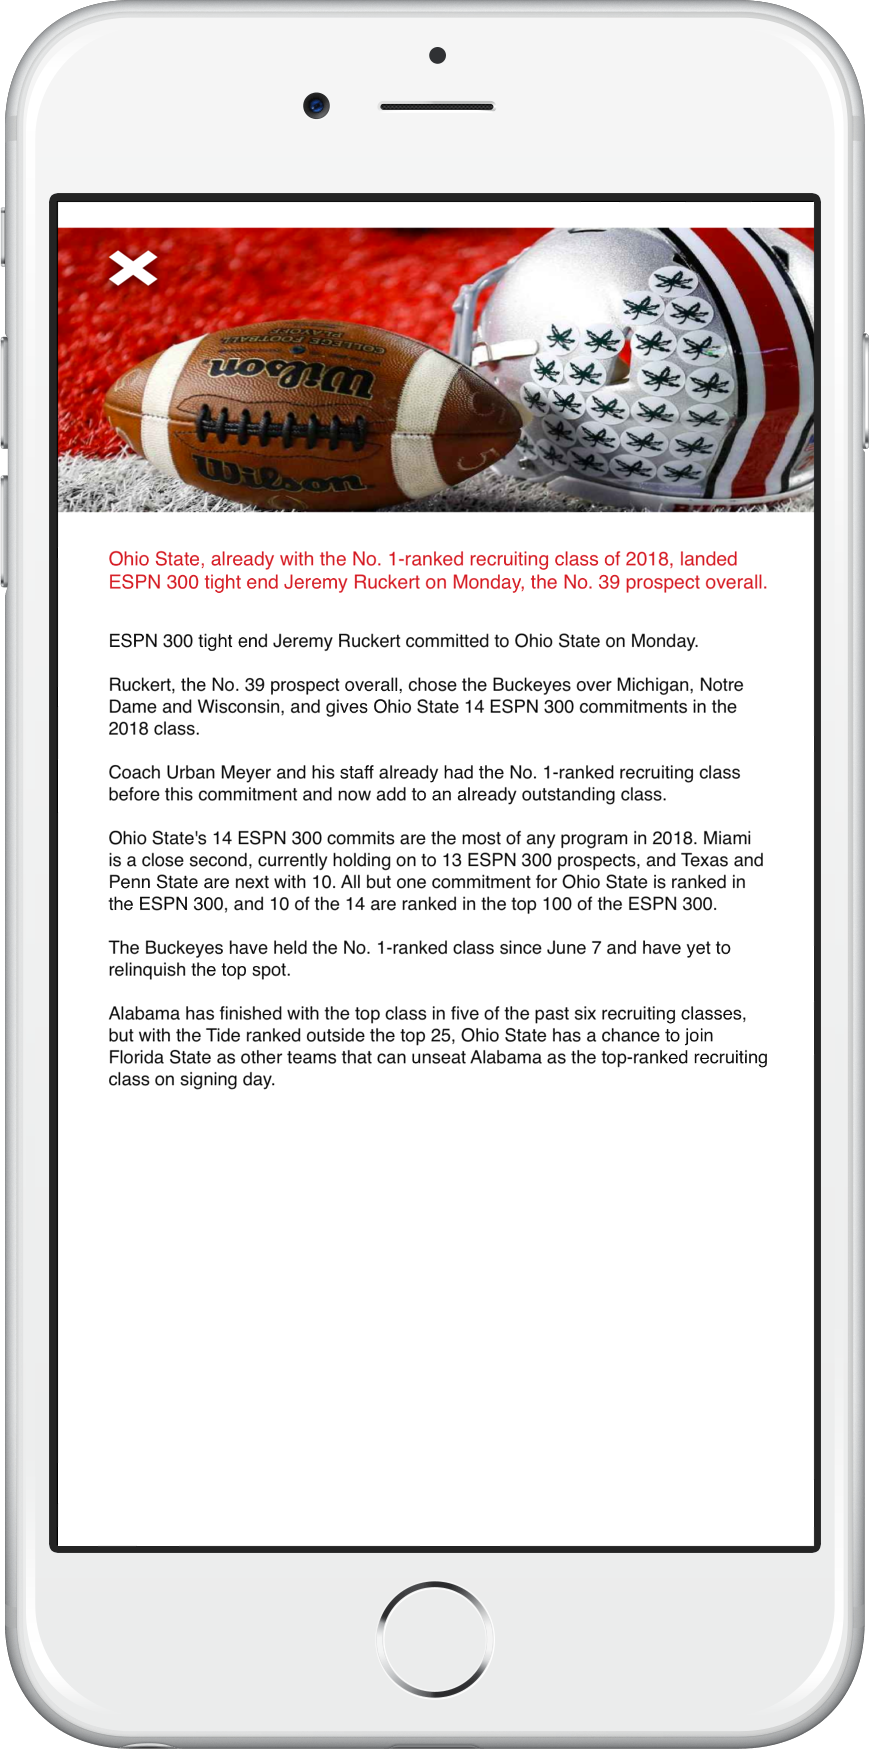 COLLEGE FOOTBALL
PLAYOFF
Wilson
Wilson
Ohio State, already with the No. 1-ranked recruiting class of 2018, landed
ESPN 300 tight end Jeremy Ruckert on Monday, the No. 39 prospect overall.
ESPN 300 tight end Jeremy Ruckert committed to Ohio State on Monday.
Ruckert, the No. 39 prospect overall, chose the Buckeyes over Michigan, Notre
Dame and Wisconsin, and gives Ohio State 14 ESPN 300 commitments in the
2018 class.
Coach Urban Meyer and his staff already had the No. 1-ranked recruiting class
before this commitment and now add to an already outstanding class.
Ohio State's 14 ESPN 300 commits are the most of any program in 2018. Miami
is a close second, currently holding on to 13 ESPN 300 prospects, and Texas and
Penn State are next with 10. All but one commitment for Ohio State is ranked in
the ESPN 300, and 10 of the 14 are ranked in the top 100 of the ESPN 300.
The Buckeyes have held the No. 1-ranked class since June 7 and have yet to
relinquish the top spot.
Alabama has finished with the top class in five of the past six recruiting classes,
but with the Tide ranked outside the top 25, Ohio State has a chance to join
Florida State as other teams that can unseat Alabama as the top-ranked recruiting
class on signing day.